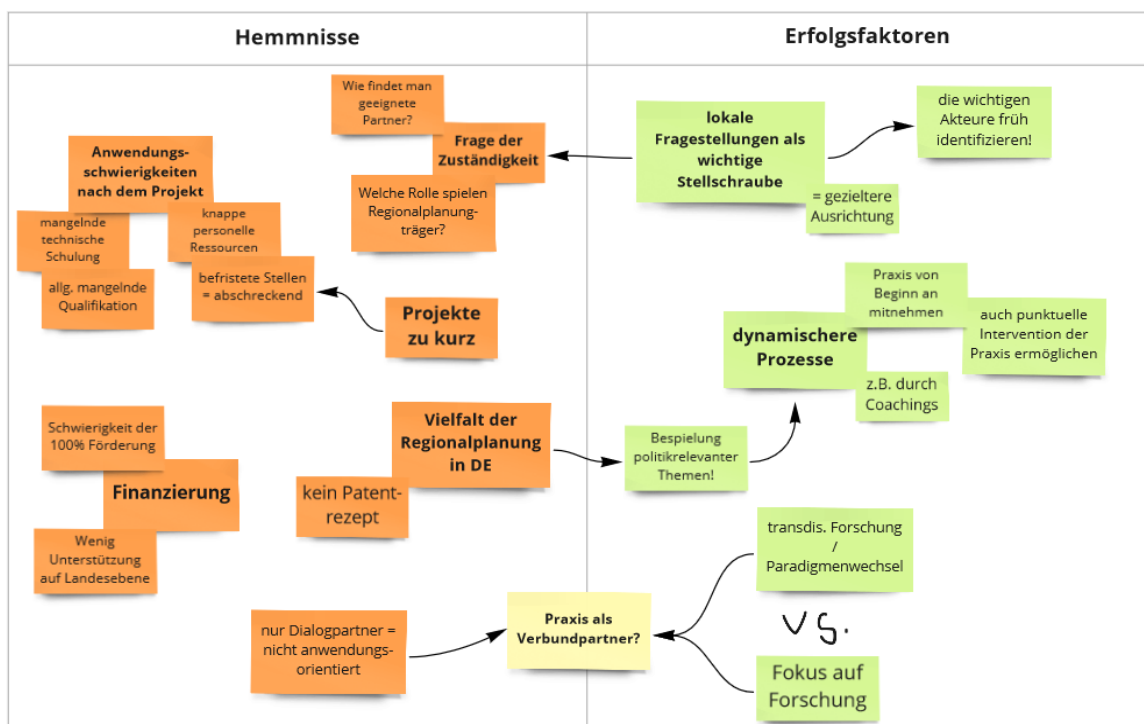 Hemmnisse
Erfolgsfaktoren
Wie findet man
geeignete
Partner?
Frage der
Zuständigkeit
Welche Rolle spielen
Regionalplanung-
träger?
Anwendungs-
schwierigkeiten
nach dem Projekt
mangelnde
technische
Schulung
knappe
personelle
Ressourcen
allg. mangelnde
Qualifikation
befristete Stellen
= abschreckend
Projekte
zu kurz
Schwierigkeit der
100% Förderung
Finanzierung
Wenig
Unterstützung
auf Landesebene
Vielfalt der
Regionalplanung
in DE
kein Patent-
rezept
nur Dialogpartner =
nicht anwendungs-
orientiert
Praxis als
Verbundpartner?
lokale
Fragestellungen als
wichtige
Stellschraube
die wichtigen
Akteure früh
identifizieren!
= gezieltere
Ausrichtung
Praxis von
Beginn an
mitnehmen
auch punktuelle
Intervention der
Praxis ermöglichen
dynamischere
Prozesse
z.B. durch
Coachings
Bespielung
politikrelevanter
Themen!
transdis. Forschung
/
Paradigmenwechsel
vs.
Fokus auf
Forschung